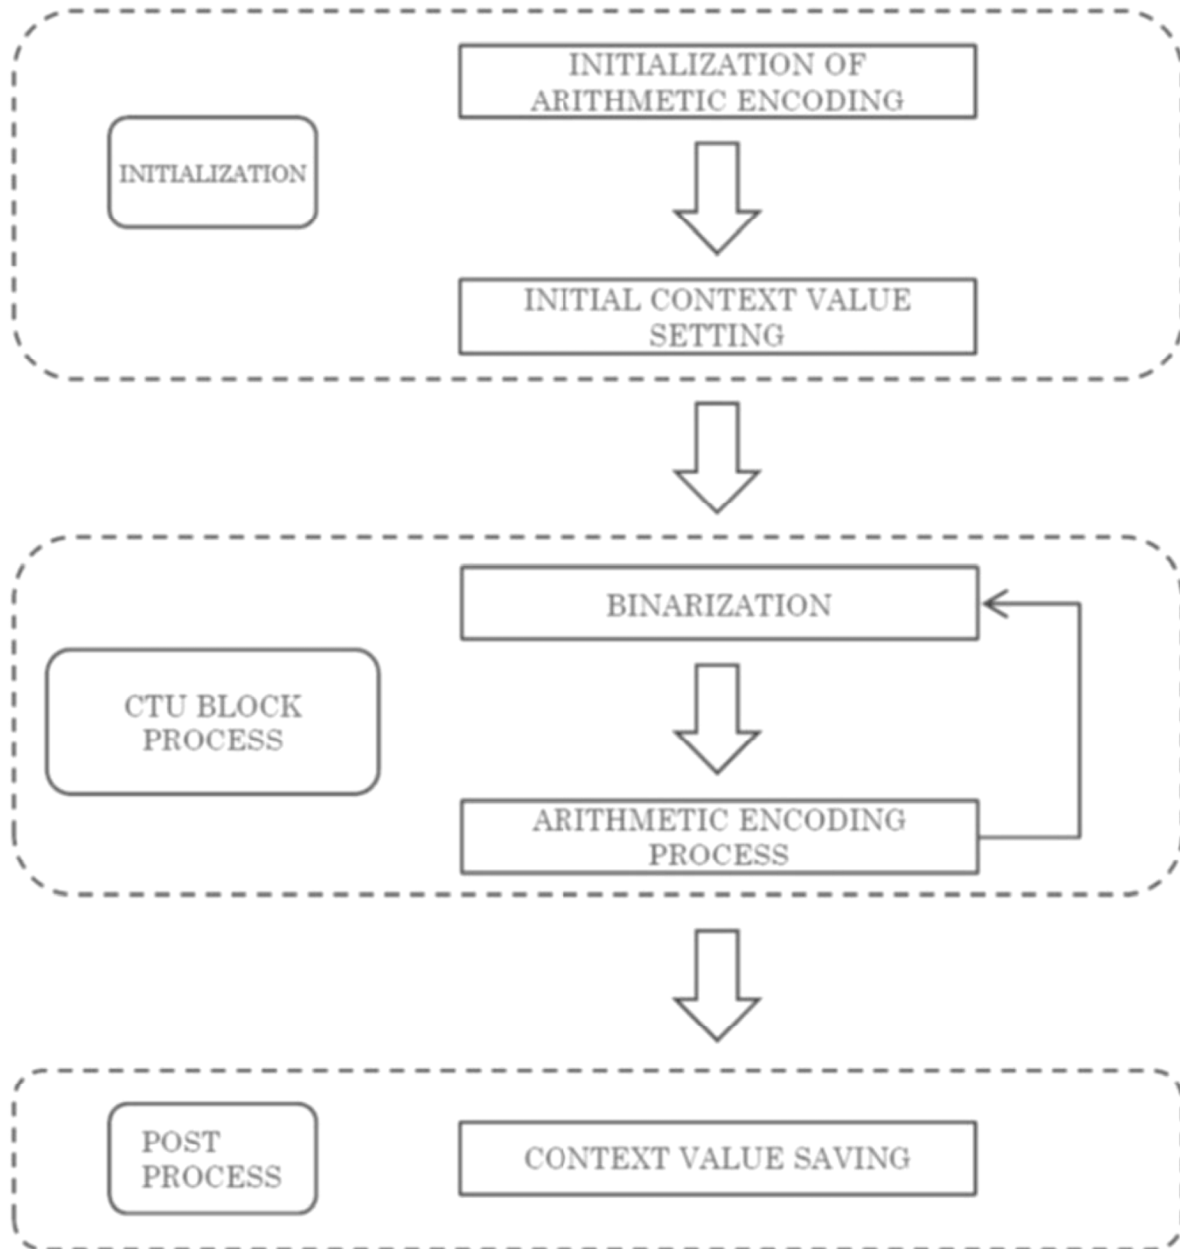 INITIALIZATION OF
ARITHMETIC ENCODING
INITIALIZATION
INITIAL CONTEXT VALUE
SETTING
BINARIZATION
CTU BLOCK
PROCESS
ARITHMETIC ENCODING
PROCESS
POST
PROCESS
CONTEXT VALUE SAVING